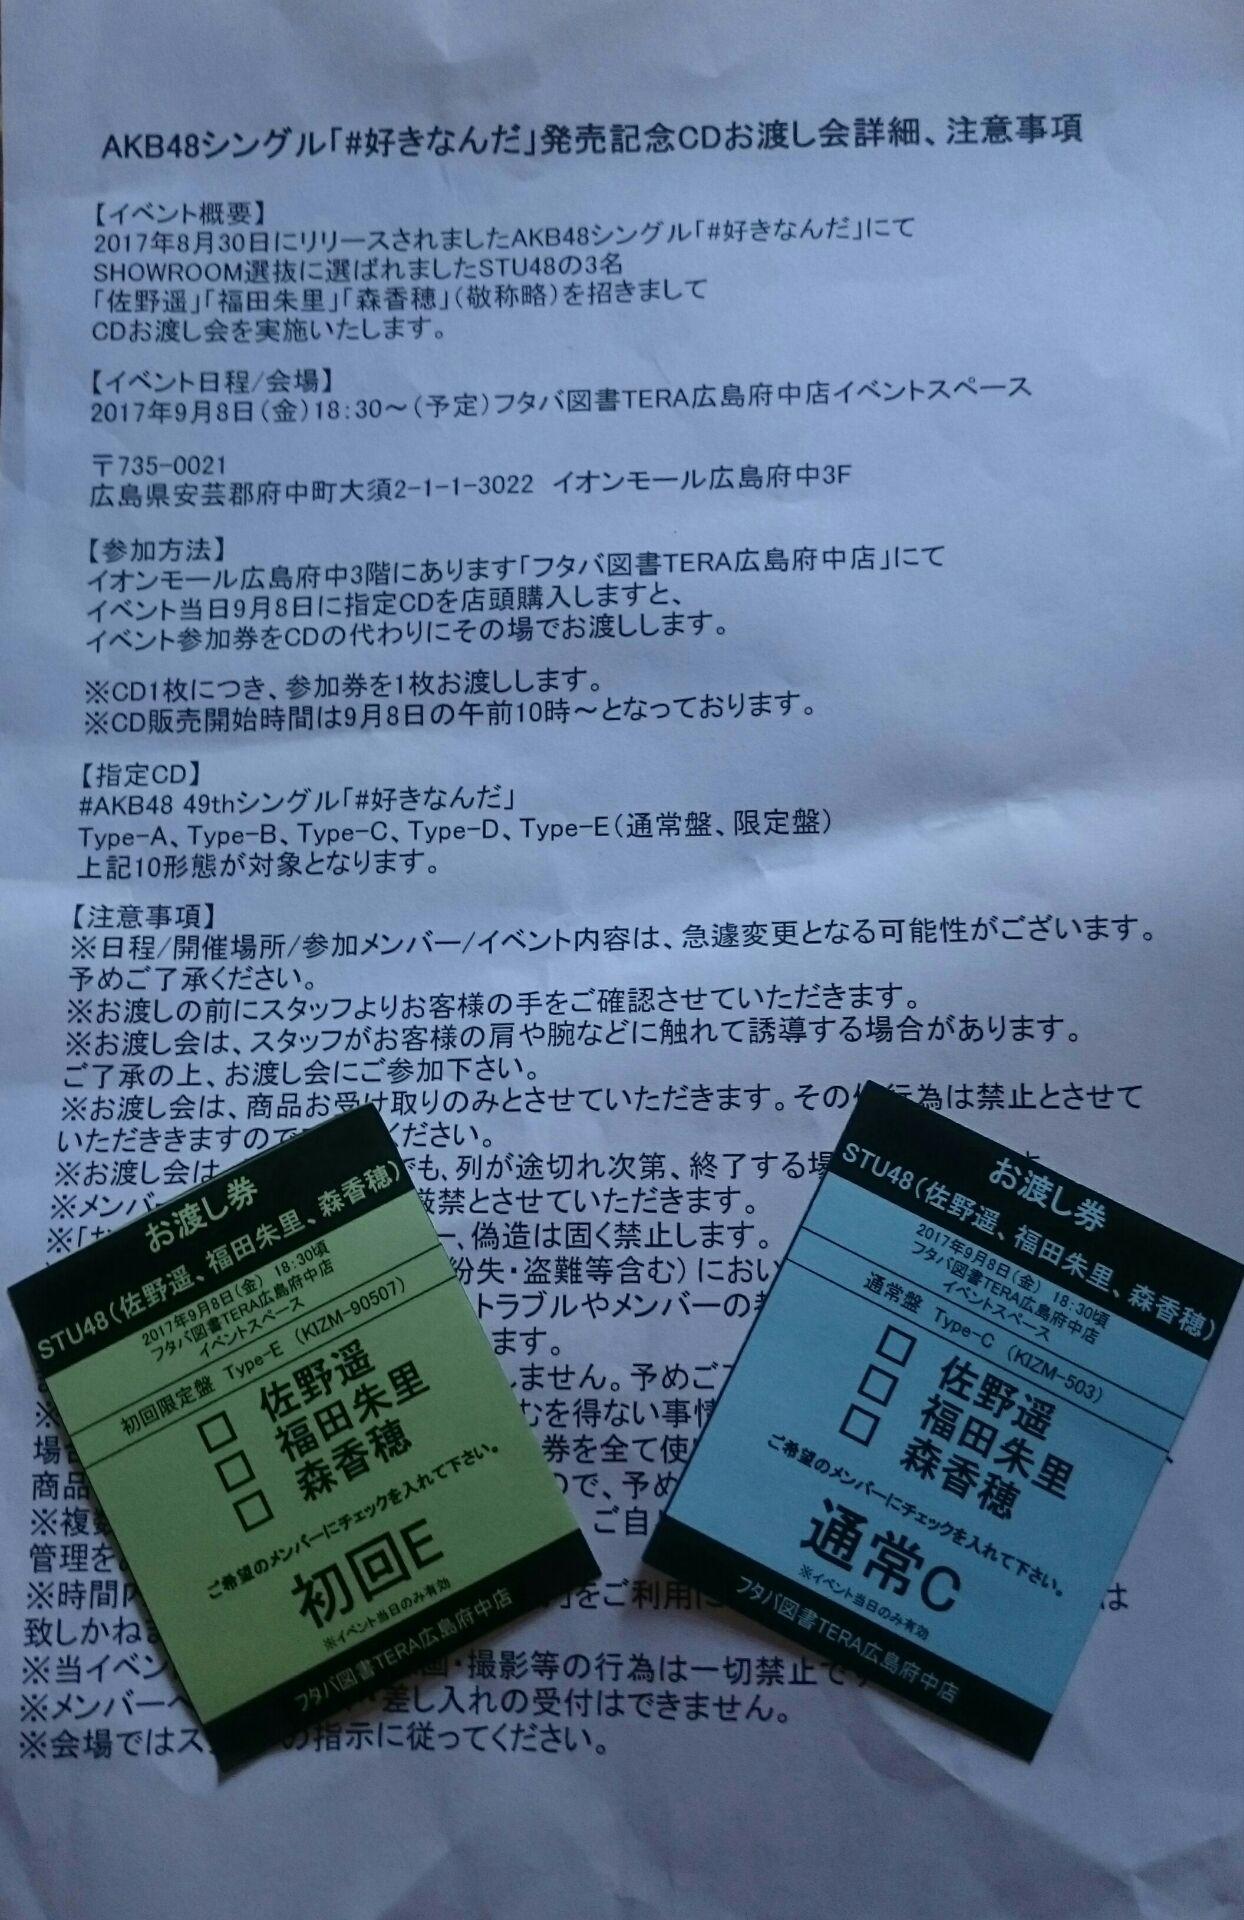 AKB48シングル「#好きなんだ」発売記念CDお渡し会詳細、注意事項
【イベント概要】
2017年8月30日にリリースされましたAKB48シングル「#好きなんだ」にて
SHOWROOM選抜に選ばれましたSTU48の3名
「佐野遥」「福田朱里」「森香穂」（敬称略）を招きまして
CDお渡し会を実施いたします。
【イベント日程/会場】
2017年9月8日（金）18：30～（予定）フタバ図書TERA広島府中店イベントスペース
〒735-0021
広島県安芸郡府中町大須2-1-1-3022 イオンモール広島府中3F
【参加方法】
イオンモール広島府中3階にあります「フタバ図書TERA広島府中店」にて
イベント当日9月8日に指定CDを店頭購入しますと、
イベント参加券をCDの代わりにその場でお渡しします。
※CD1枚につき、参加券を1枚お渡しします。
※CD販売開始時間は9月8日の午前10時～となっております。
【指定CD】
#AKB48 49thシングル「#好きなんだ」
Type-A、Type-B、Type-C、Type-D、Type-E（通常盤、限定盤）
上記10形態が対象となります。
【注意事項】
※日程/開催場所/参加メンバー/イベント内容は、急遽変更となる可能性がございます。
予めご了承ください。
※お渡しの前にスタッフよりお客様の手をご確認させていただきます。
※お渡し会は、スタッフがお客様の肩や腕などに触れて誘導する場合があります。
ご了承の上、お渡し会にご参加下さい。
※お渡し会は、商品お受け取りのみとさせていただきます。その他行為は禁止とさせて
いただききますので ください。
※お渡し会は でも、列が途切れ次第、終了する場
※メンバー 厳禁とさせていただきます。
※「 、偽造は固く禁止します。
紛失・盗難等含む）におい
トラブルやメンバーの
ます。
しません。予めご
※ むを得ない事情
場合 券を全て使
商品 ので、予め
※複数 ご自
管理を
※時間内 をご利用 は
致しかねま
※当イベン 画・撮影等の行為は一切禁止で
※メンバーへ 差し入れの受付はできません。
※会場ではス の指示に従ってください。
お渡し券
STU48（佐野遥、福田朱里、森香穂）
2017年9月8日（金） 18:30頃
フタバ図書TERA広島府中店
イベントスペース
初回限定盤 Type-E （KIZM-90507）
□ 佐野遥
□ 福田朱里
□ 森香穂
ご希望のメンバーにチェックを入れて下さい。
初回E
※イベント当日のみ有効
フタバ図書TERA広島府中店
お渡し券
STU48（佐野遥、福田朱里、森香穂）
2017年9月8日（金） 18:30頃
フタバ図書TERA広島府中店
イベントスペース
通常盤 Type-C （KIZM-503）
□ 佐野遥
□ 福田朱里
□ 森香穂
ご希望のメンバーにチェックを入れて下さい。
通常C
※イベント当日のみ有効
フタバ図書TERA広島府中店